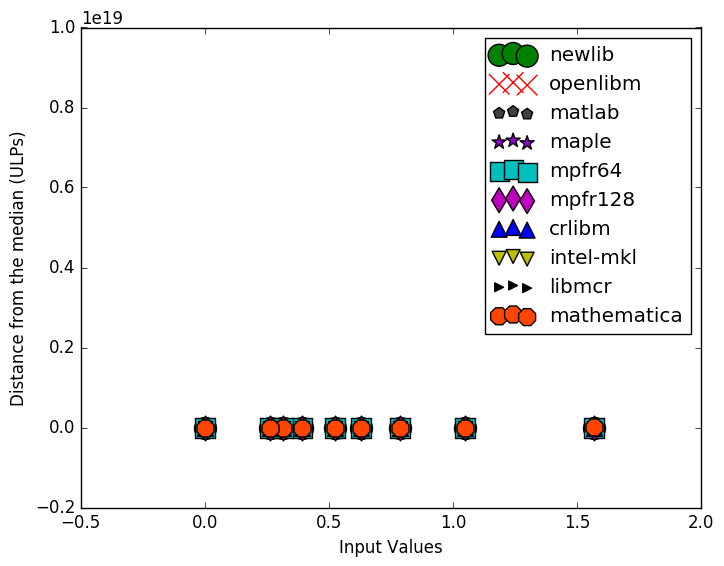 1e19
1.0
0.8
0.6
0.4
0.2
0.0
−0.2
Distance from the median (ULPs)
newlib
openlibm
matlab
maple
mpfr64
mpfr128
crlibm
intel-mkl
libmcr
mathematica
−0.5 0.0 0.5 1.0 1.5 2.0
Input Values